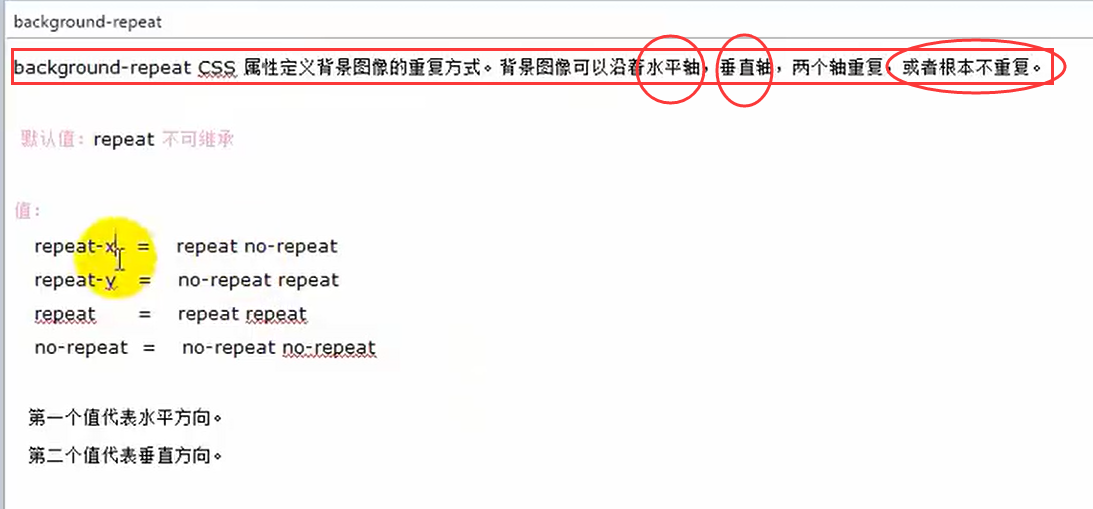 background-repeat
background-repeat CSS 属性定义背景图像的重复方式。背景图像可以沿着水平轴，垂直轴，两个轴重复，或者根本不重复。
默认值：repeat 不可继承
值：
repeat-x = repeat no-repeat
repeat-y = no-repeat repeat
repeat = repeat repeat
no-repeat = no-repeat no-repeat
第一个值代表水平方向。
第二个值代表垂直方向。